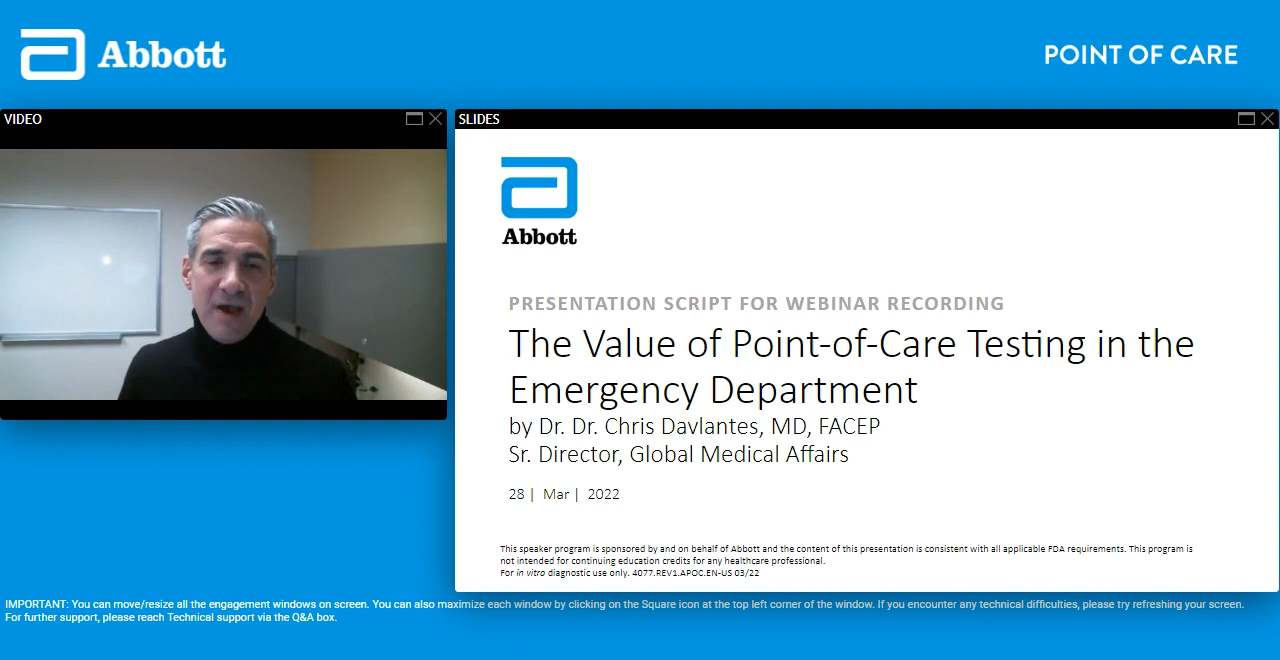 Abbott
POINT OF CARE
VIDEO
SLIDES
Abbott
PRESENTATION SCRIPT FOR WEBINAR RECORDING
The Value of Point-of-Care Testing in the
Emergency Department
by Dr. Dr. Chris Davlantes, MD, FACEP
Sr. Director, Global Medical Affairs
28 | Mar | 2022
This speaker program is sponsored by and on behalf of Abbott and the content of this presentation is consistent with all applicable FDA requirements. This program is
not intended for continuing education credits for any healthcare professional.
For in vitro diagnostic use only. 4077.REV1.APOC.EN-US 03/22
IMPORTANT: You can move/resize all the engagement windows on screen. You can also maximize each window by clicking on the Square icon at the top left corner of the window. If you encounter any technical difficulties, please try refreshing your screen.
For further support, please reach Technical support via the Q&A box.